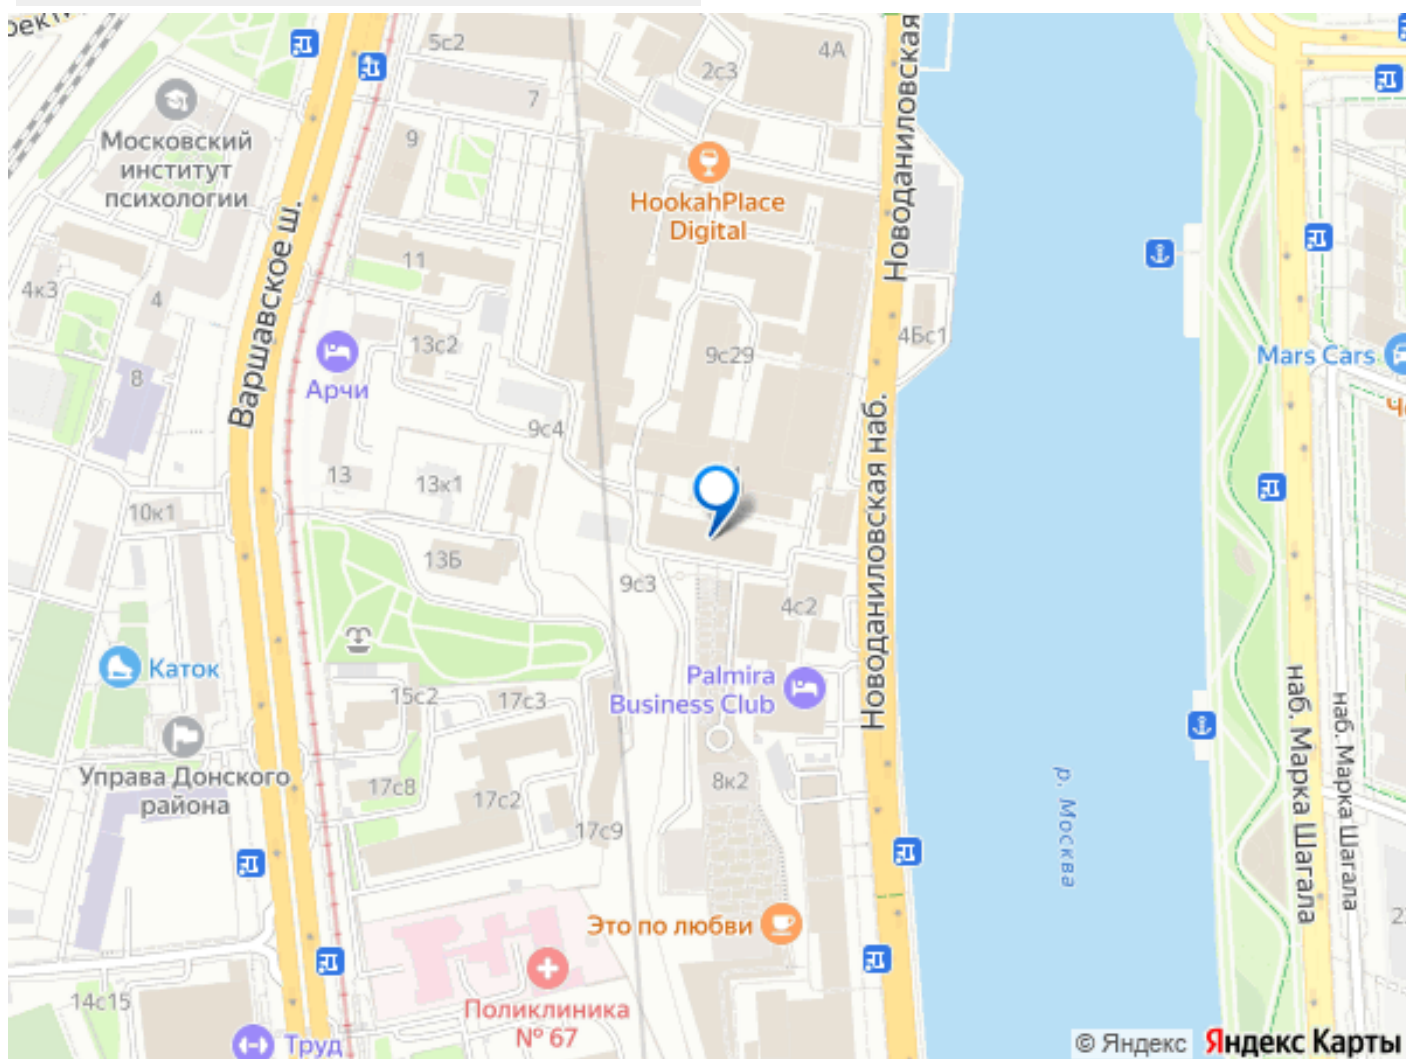 5с2
4А
2с3
7
9
Московский
институт
психологии
HookahPlace
Digital
Новоданиловская
Варшавское ш.
11
4к3
4
4Бс1
13с2
9с29
Mars Cars
Арчи
8
9с4
Новоданиловская наб.
13
13к1
10к1
13Б
9с3
4с2
Каток
Palmira
Business Club
15с2
17с3
наб. Марка Шагала
наб. Марка Шагала
Управа Донского
района
17с8
17с2
8к2
17с9
р. Москва
Это по любви
14с15
Поликлиника
№ 67
Труд
© Яндекс
Яндекс Карты